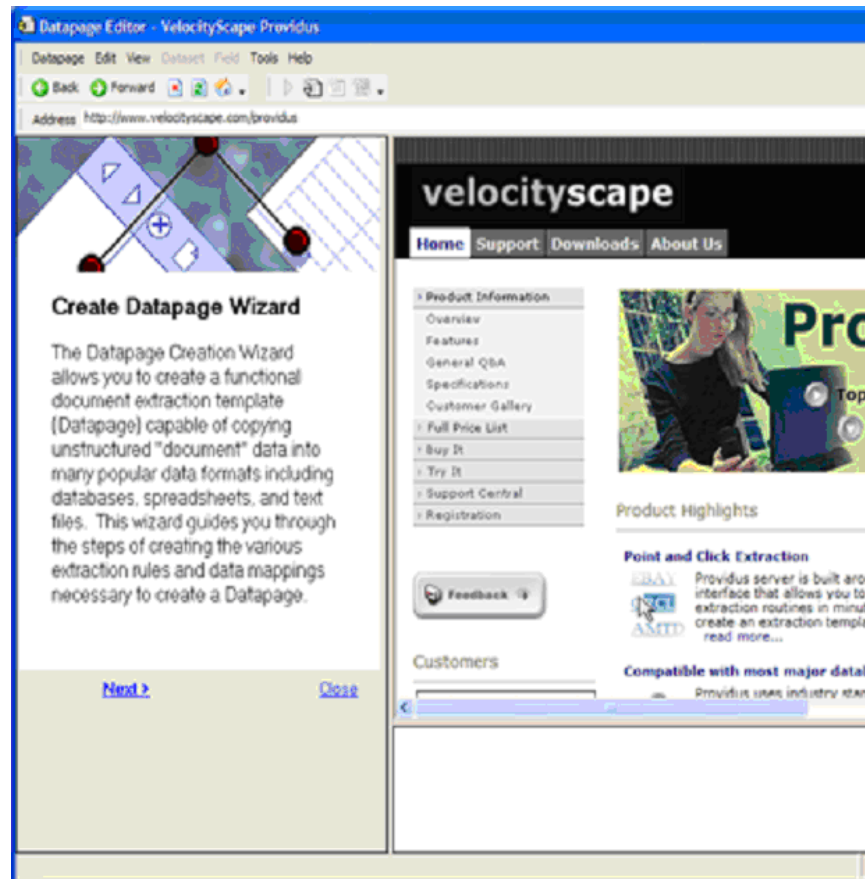 Datapage Editor - VelocityScape Providus
Datapage Edit View Dataset Field Tools Help
Back Forward
Address http://www.velocityscape.com/providus
Create Datapage Wizard
The Datapage Creation Wizard
allows you to create a functional
document extraction template
(Datapage) capable of copying
unstructured "document" data into
many popular data formats including
databases, spreadsheets, and text
files. This wizard guides you through
the steps of creating the various
extraction rules and data mappings
necessary to create a Datapage.
Next >
Close
velocityscape
Home Support Downloads About Us
Product Information
Overview
Features
General Q&A
Specifications
Customer Gallery
Full Price List
Buy It
Try It
Support Central
Registration
Feedback
Customers
Pro
Top
Product Highlights
Point and Click Extraction
EBAY
ORCL
AMTD
Providus server is built aro
interface that allows you to
extraction routines in minut
create an extraction templa
read more...
Compatible with most major datal
Providus uses industry stan